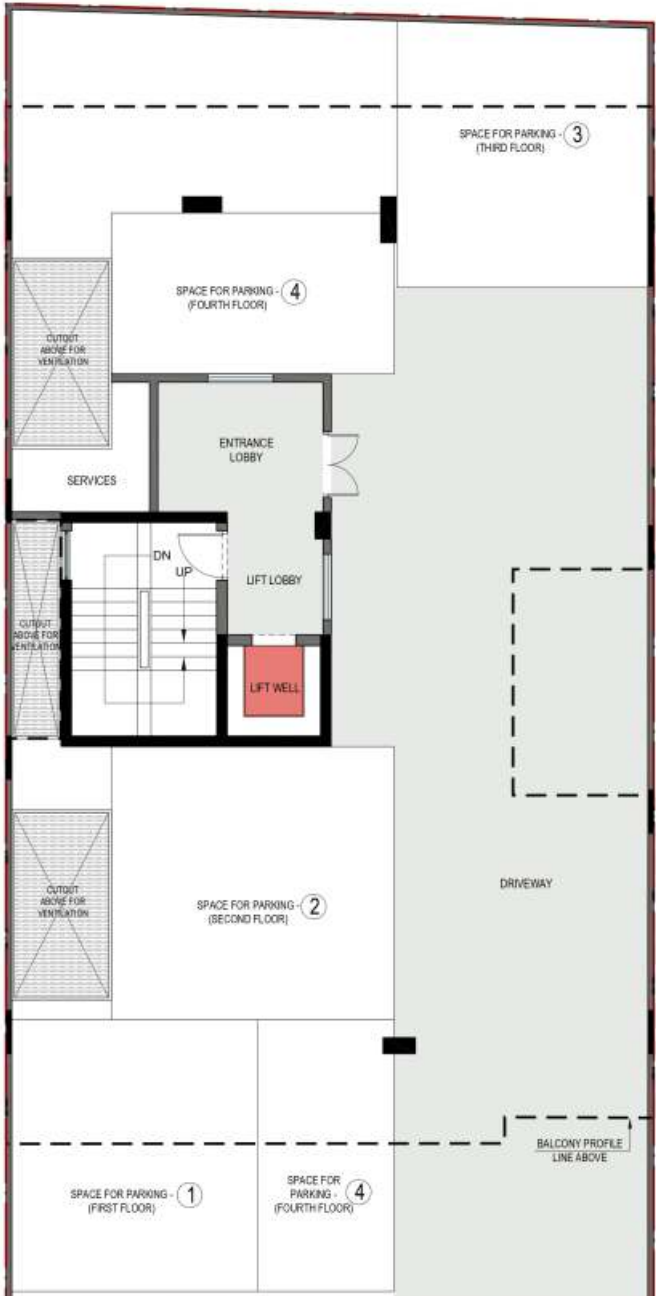 SPACE FOR PARKING - 3
(THIRD FLOOR)
SPACE FOR PARKING - 4
(FOURTH FLOOR)
CUTOUT
ABOVE FOR
VENTILATION
ENTRANCE
LOBBY
SERVICES
DN
UP
LIFT LOBBY
CUTOUT
ABOVE FOR
VENTILATION
LIFT WELL
CUTOUT
ABOVE FOR
VENTILATION
SPACE FOR PARKING - 2
(SECOND FLOOR)
DRIVEWAY
BALCONY PROFILE
LINE ABOVE
SPACE FOR PARKING - 1
(FIRST FLOOR)
SPACE FOR
PARKING - 4
(FOURTH FLOOR)